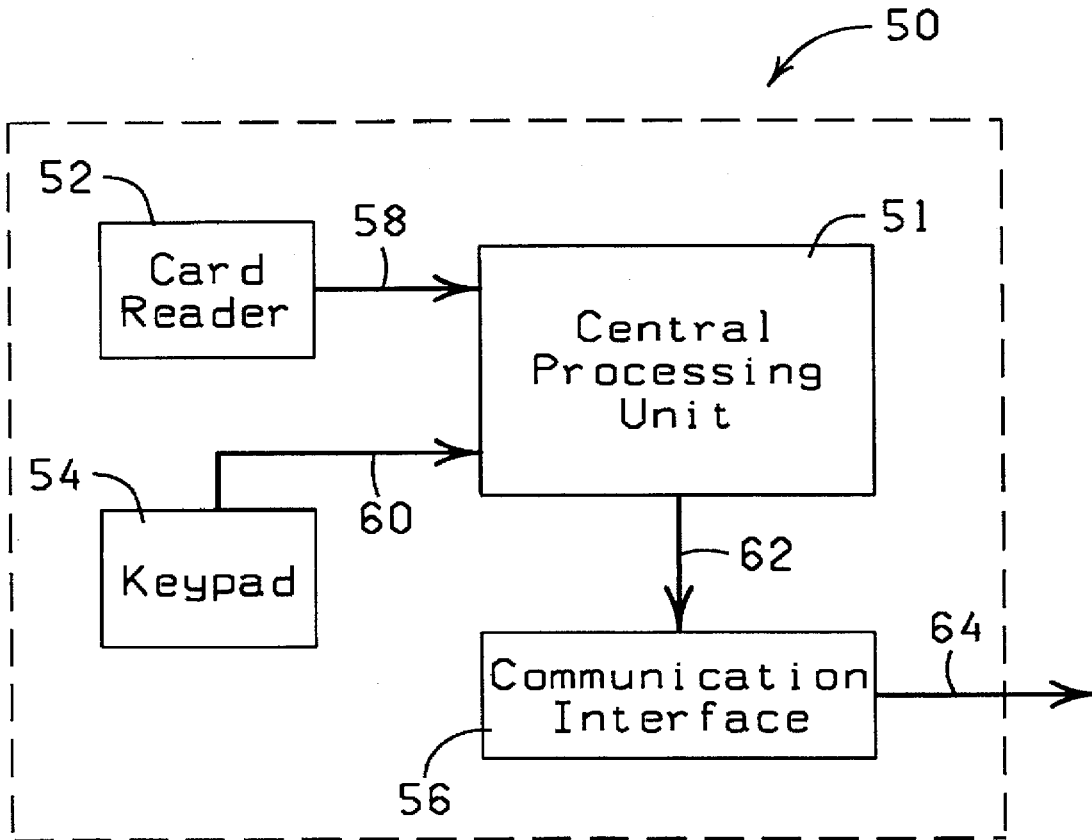 50
52
58
51
Card
Reader
Central
Processing
Unit
54
60
Keypad
62
64
Communication
Interface
56